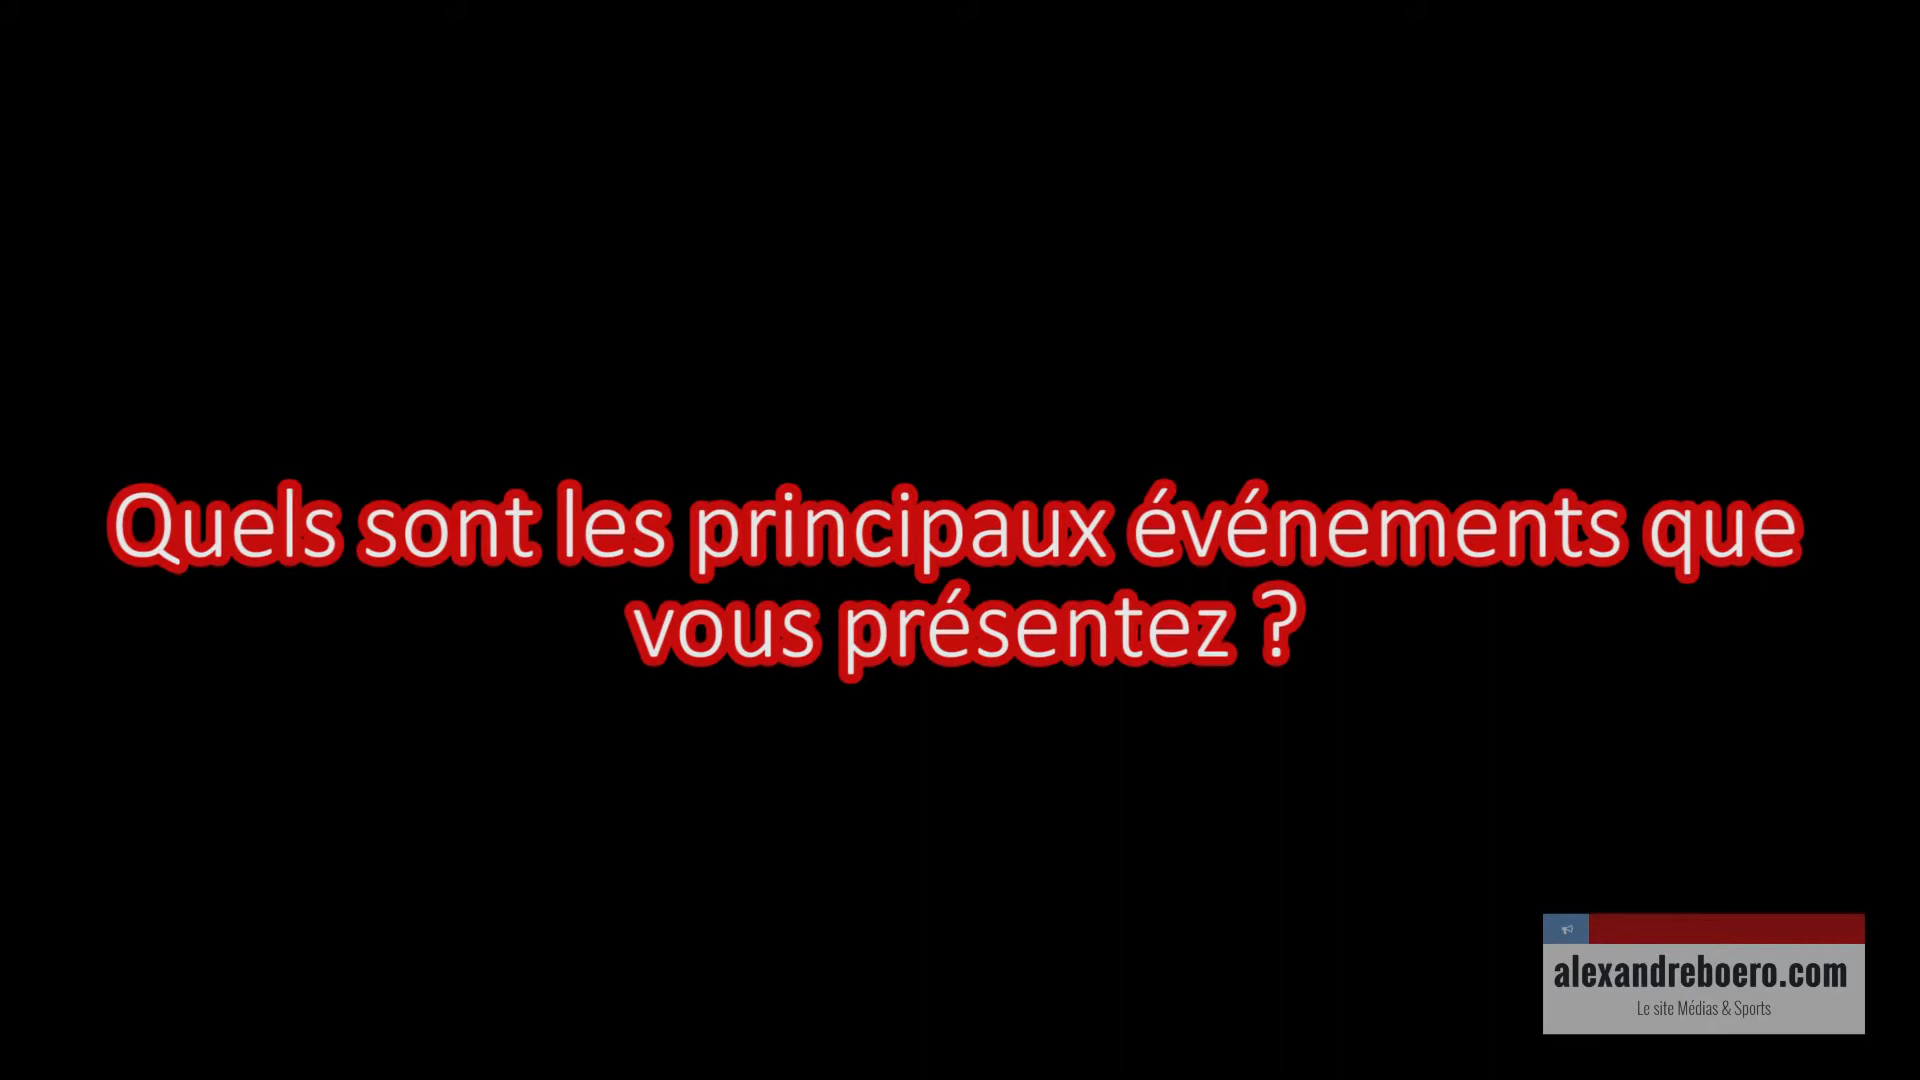 Quels sont les principaux événements que
vous présentez ?
alexandreboero.com
Le site Médias & Sports